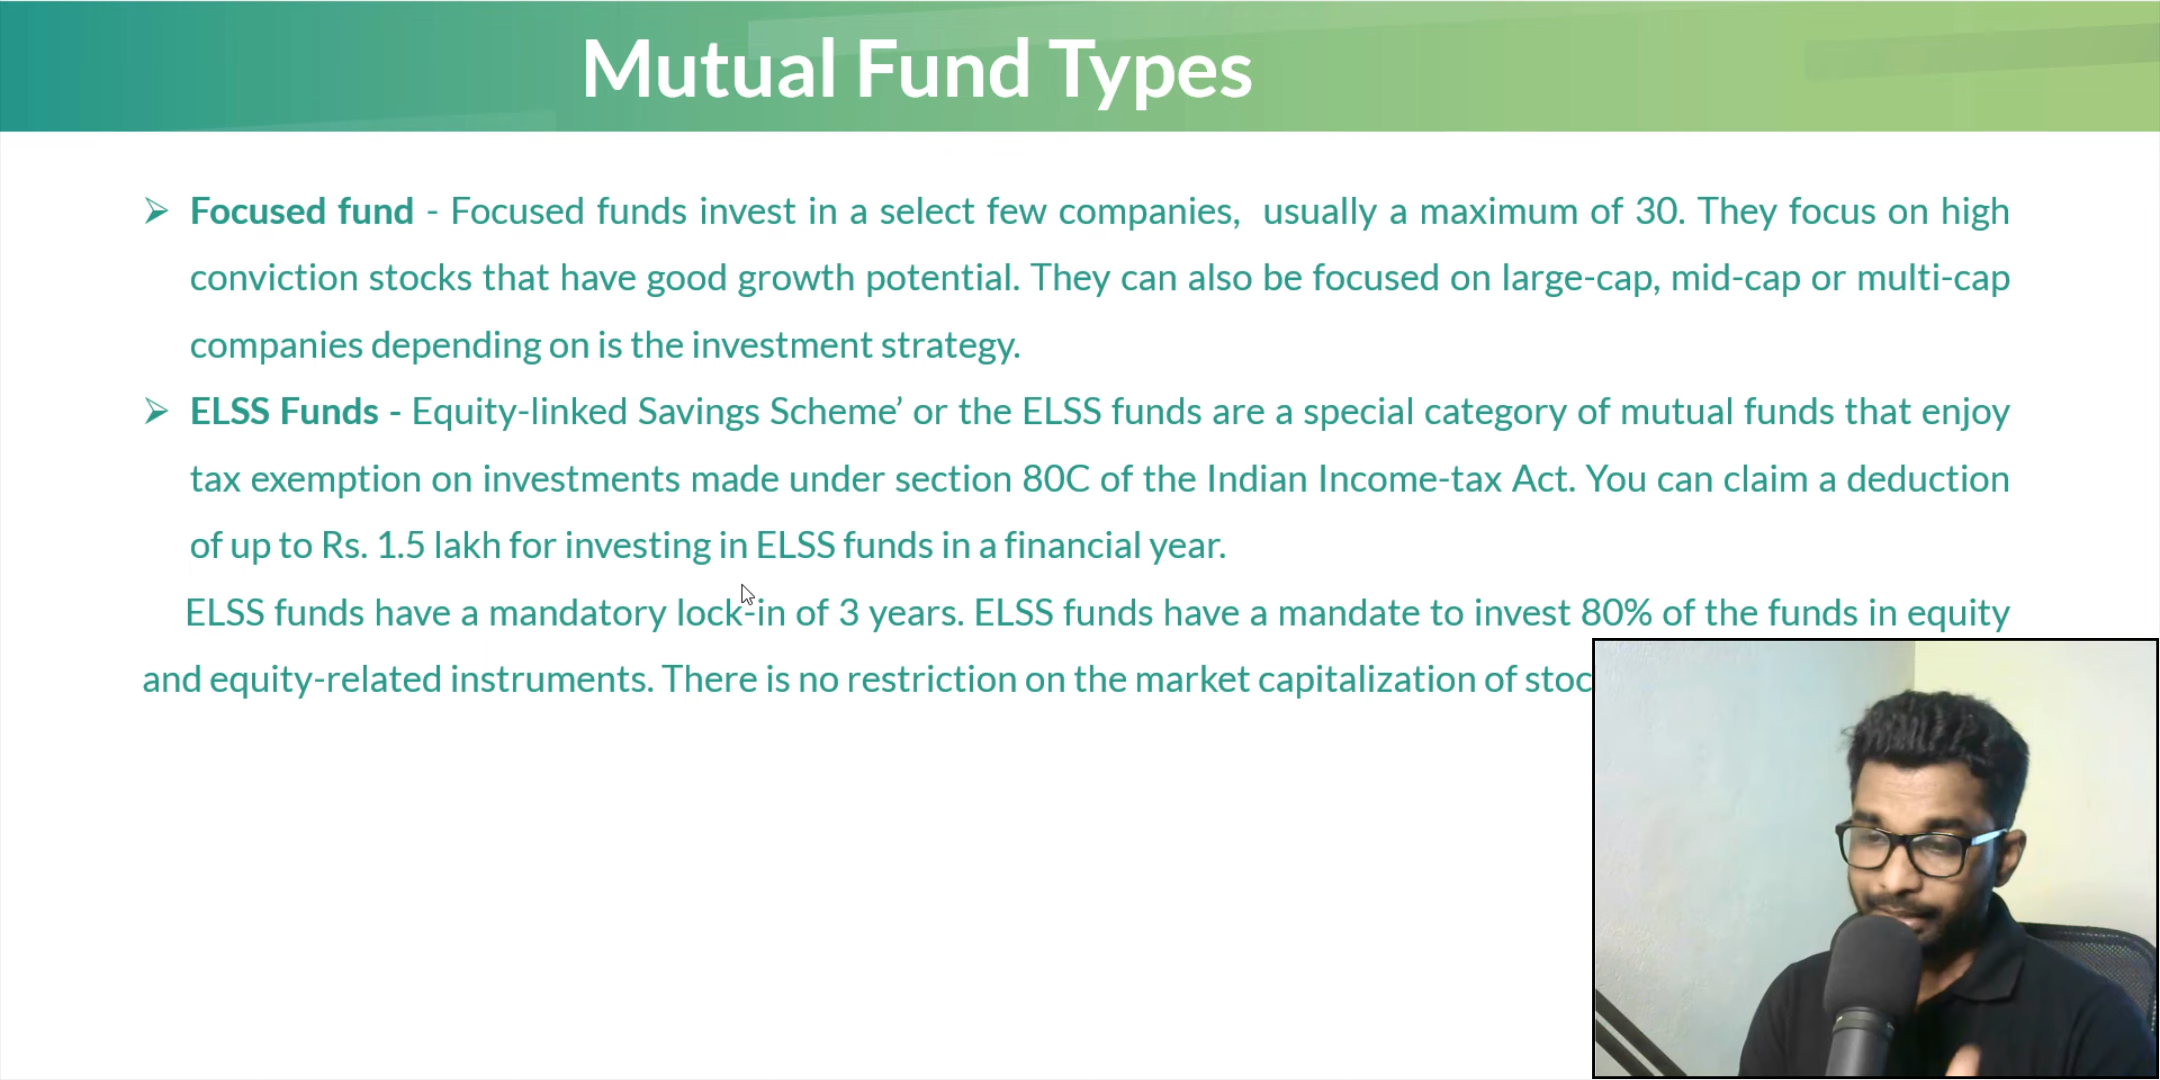 Mutual Fund Types
➢ Focused fund - Focused funds invest in a select few companies, usually a maximum of 30. They focus on high
conviction stocks that have good growth potential. They can also be focused on large-cap, mid-cap or multi-cap
companies depending on is the investment strategy.
➢ ELSS Funds - Equity-linked Savings Scheme’ or the ELSS funds are a special category of mutual funds that enjoy
tax exemption on investments made under section 80C of the Indian Income-tax Act. You can claim a deduction
of up to Rs. 1.5 lakh for investing in ELSS funds in a financial year.
ELSS funds have a mandatory lock-in of 3 years. ELSS funds have a mandate to invest 80% of the funds in equity
and equity-related instruments. There is no restriction on the market capitalization of